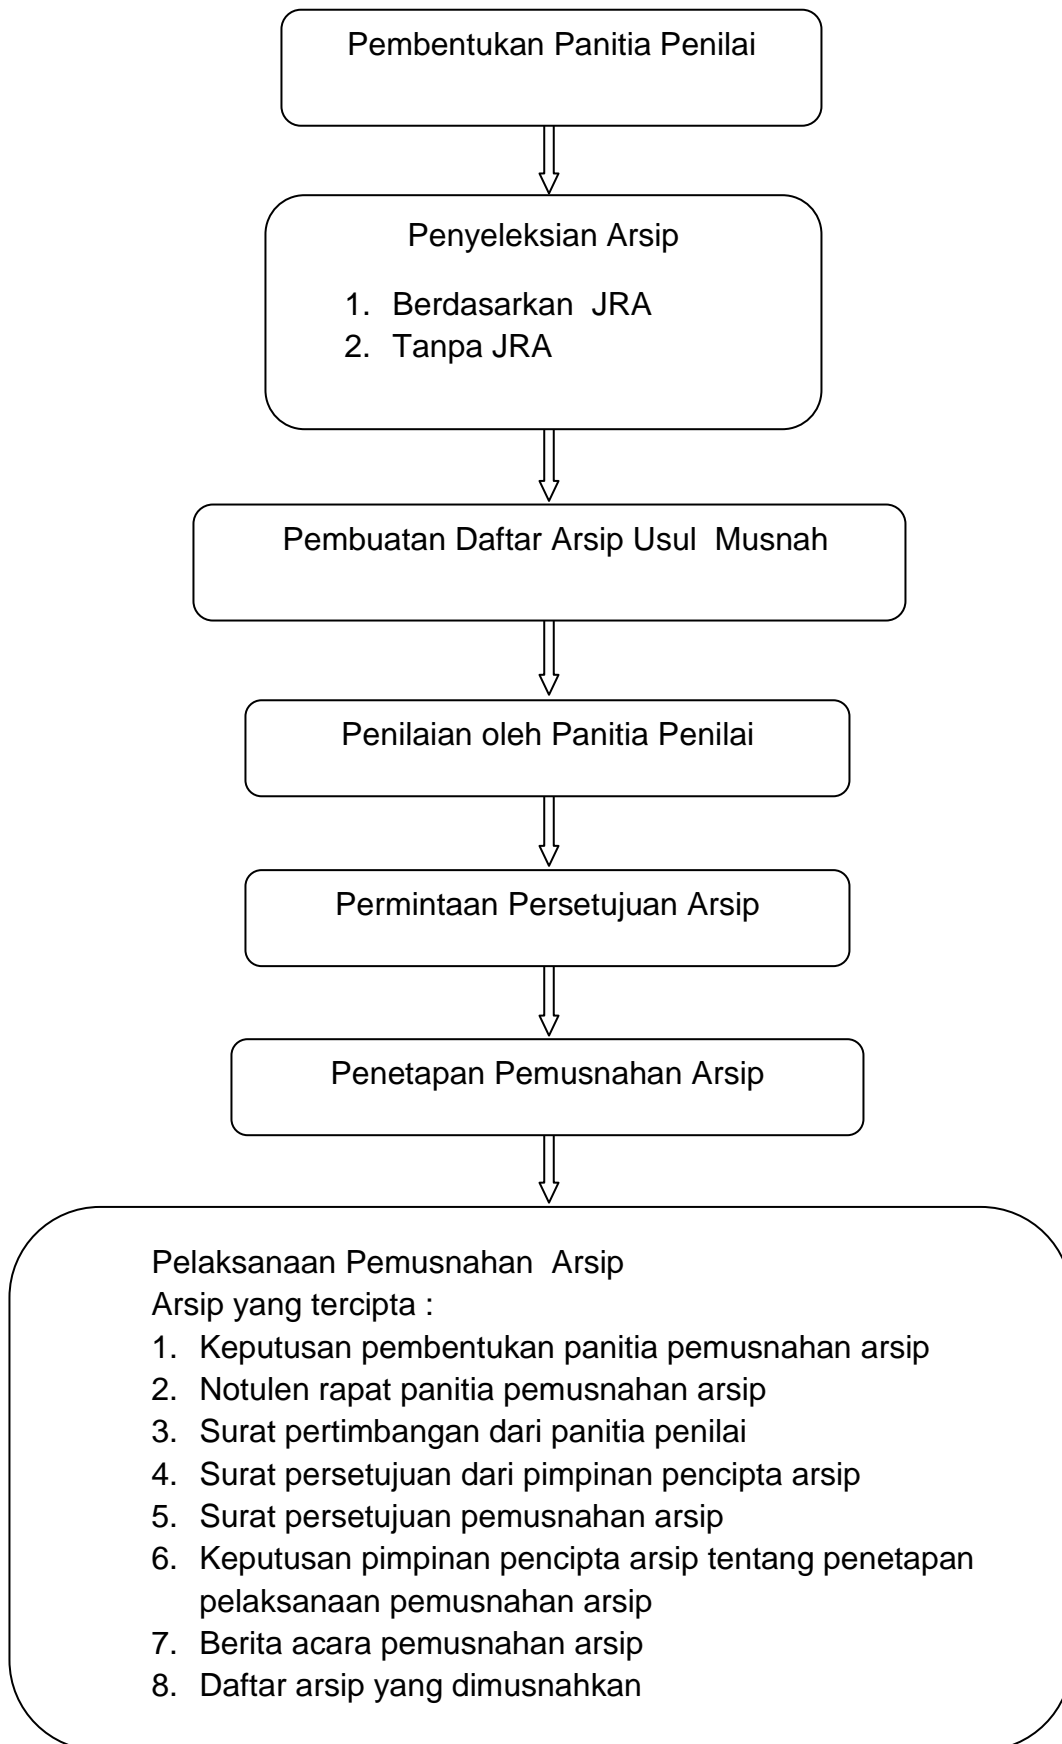 Pembentukan Panitia Penilai
Penyeleksian Arsip
1. Berdasarkan JRA
2. Tanpa JRA
Pembuatan Daftar Arsip Usul Musnah
Penilaian oleh Panitia Penilai
Permintaan Persetujuan Arsip
Penetapan Pemusnahan Arsip
Pelaksanaan Pemusnahan Arsip
Arsip yang tercipta :
1. Keputusan pembentukan panitia pemusnahan arsip
2. Notulen rapat panitia pemusnahan arsip
3. Surat pertimbangan dari panitia penilai
4. Surat persetujuan dari pimpinan pencipta arsip
5. Surat persetujuan pemusnahan arsip
6. Keputusan pimpinan pencipta arsip tentang penetapan
pelaksanaan pemusnahan arsip
7. Berita acara pemusnahan arsip
8. Daftar arsip yang dimusnahkan